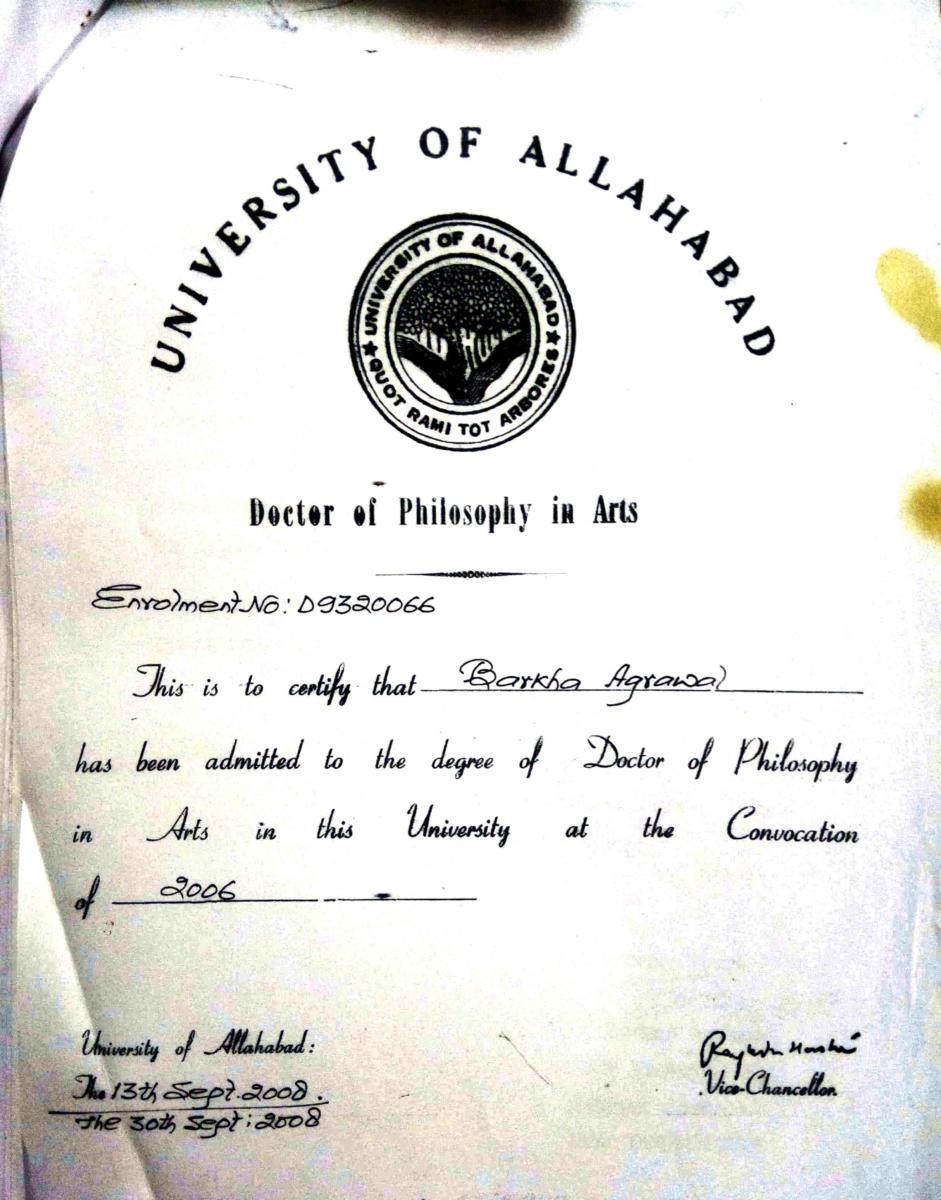 UNIVERSITY OF ALLAHABAD
UNIVERSITY OF ALLAHABAD
QUOT RAMI TOT ARBORES
Doctor of Philosophy in Arts
Enrolment No: D9320066
This is to certify that Barkha Agrawal
has been admitted to the degree of Doctor of Philosophy
in Arts in this University at the Convocation
of 2006
University of Allahabad:
The 13th Sept. 2008.
The 30th Sept: 2008
Vice-Chancellor.